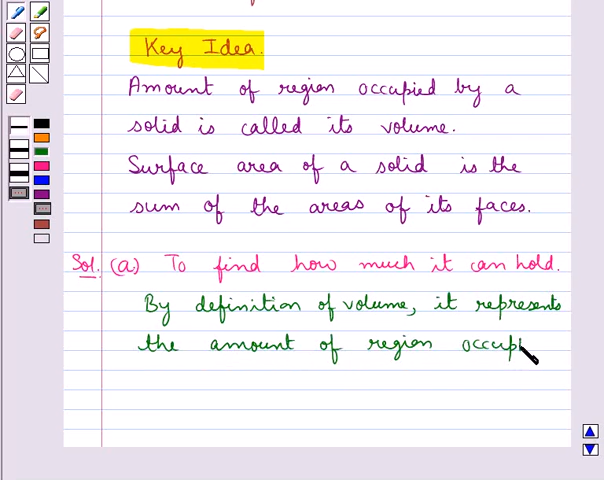 Key Idea.
Amount of region occupied by a
solid is called its volume.
Surface area of a solid is the
sum of the areas of its faces.
Sol. (a.) To find how much it can hold.
By definition of volume, it represents
the amount of region occup